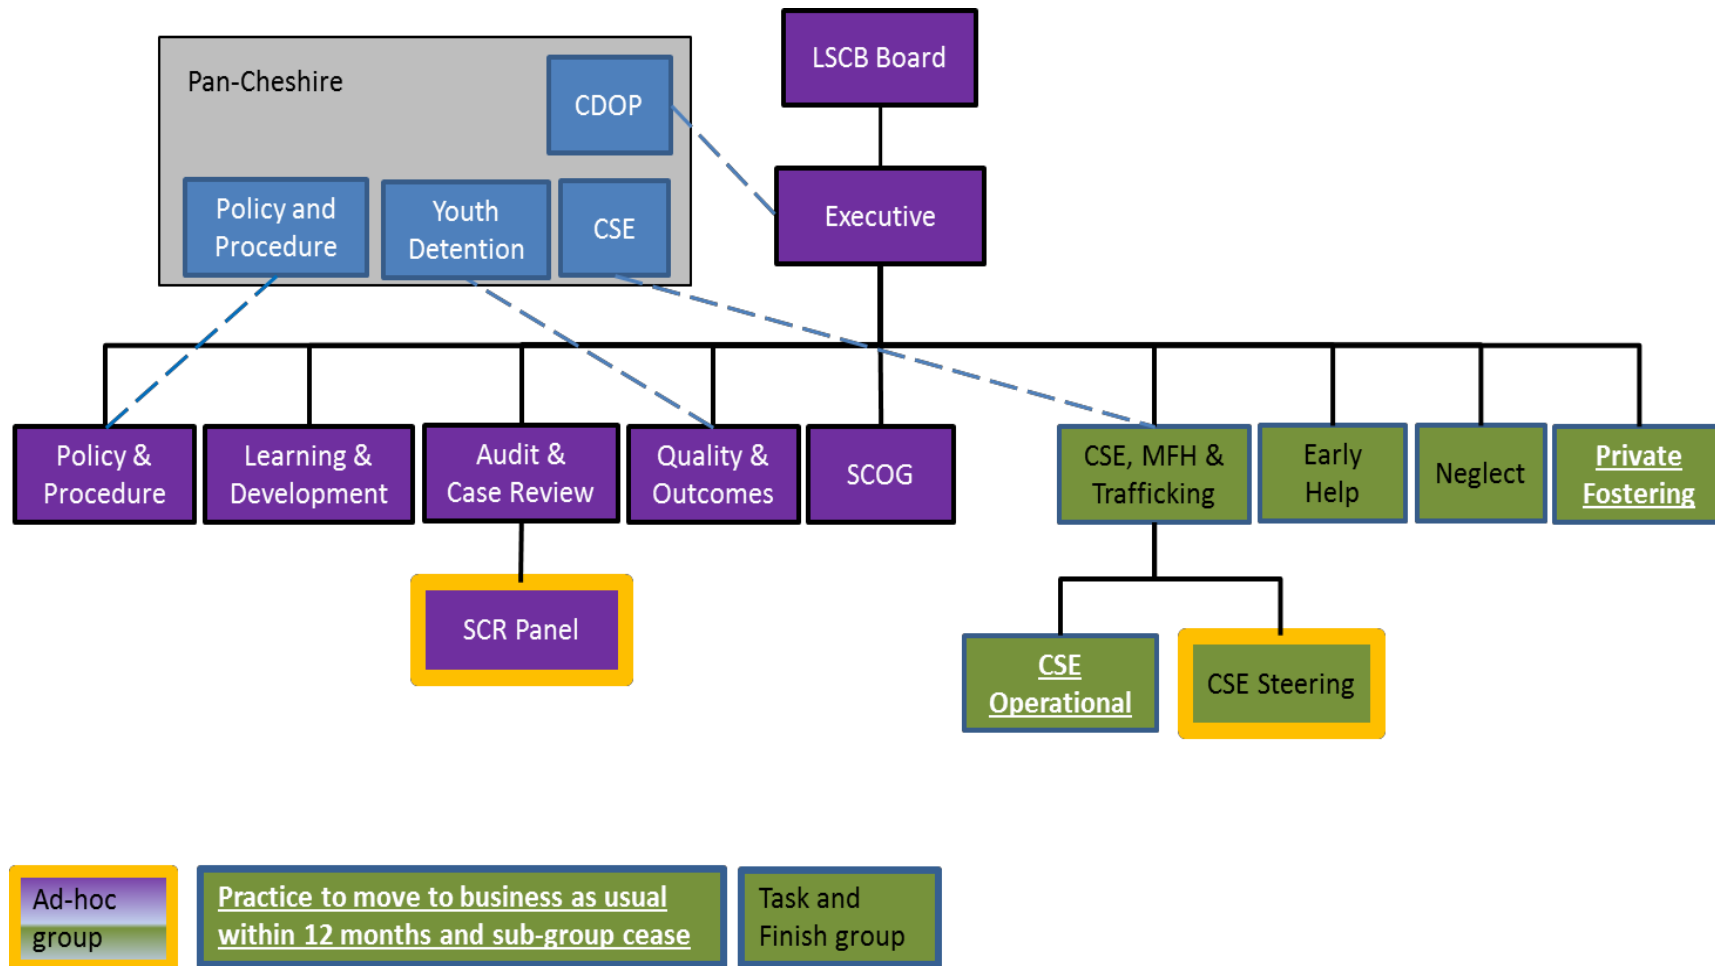 LSCB Board
Pan-Cheshire
CDOP
Policy and
Procedure
Youth
Detention
CSE
Executive
Policy &
Procedure
Learning &
Development
Audit &
Case Review
Quality &
Outcomes
SCOG
CSE, MFH &
Trafficking
Early
Help
Neglect
Private
Fostering
SCR Panel
CSE
Operational
CSE Steering
Ad-hoc
group
Practice to move to business as usual
within 12 months and sub-group cease
Task and
Finish group